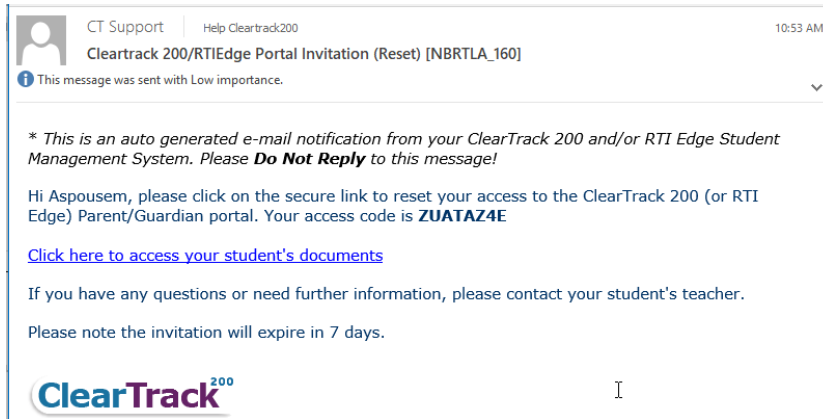 CT Support Help Cleartrack200 10:53 AM
Cleartrack 200/RTIEdge Portal Invitation (Reset) [NBRTLA_160]
This message was sent with Low importance.
* This is an auto generated e-mail notification from your ClearTrack 200 and/or RTI Edge Student
Management System. Please Do Not Reply to this message!
Hi Aspousem, please click on the secure link to reset your access to the ClearTrack 200 (or RTI
Edge) Parent/Guardian portal. Your access code is ZUATAZ4E
Click here to access your student's documents
If you have any questions or need further information, please contact your student's teacher.
Please note the invitation will expire in 7 days.
ClearTrack200